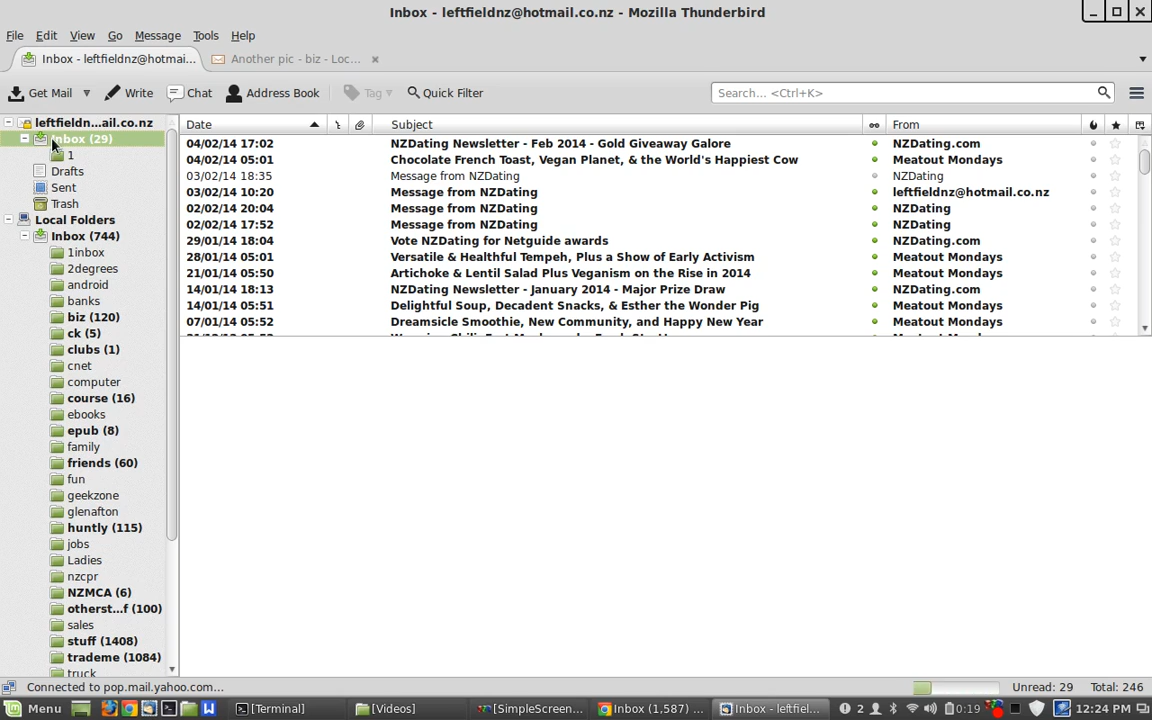 Inbox - leftfieldnz@hotmail.co.nz - Mozilla Thunderbird
File Edit View Go Message Tools Help
Inbox - leftfieldnz@hotmai... Another pic - biz - Loc...
Get Mail Write Chat Address Book Tag Quick Filter Search... <Ctrl+K>
leftfieldn...ail.co.nz
Inbox (29)
1
Drafts
Sent
Trash
Local Folders
Inbox (744)
1inbox
2degrees
android
banks
biz (120)
ck (5)
clubs (1)
cnet
computer
course (16)
ebooks
epub (8)
family
friends (60)
fun
geekzone
glenafton
huntly (115)
jobs
Ladies
nzcpr
NZMCA (6)
otherst...f (100)
sales
stuff (1408)
trademe (1084)
truck
Date Subject From
04/02/14 17:02 NZDating Newsletter - Feb 2014 - Gold Giveaway Galore NZDating.com
04/02/14 05:01 Chocolate French Toast, Vegan Planet, & the World's Happiest Cow Meatout Mondays
03/02/14 18:35 Message from NZDating NZDating
03/02/14 10:20 Message from NZDating leftfieldnz@hotmail.co.nz
02/02/14 20:04 Message from NZDating NZDating
02/02/14 17:52 Message from NZDating NZDating
29/01/14 18:04 Vote NZDating for Netguide awards NZDating.com
28/01/14 05:01 Versatile & Healthful Tempeh, Plus a Show of Early Activism Meatout Mondays
21/01/14 05:50 Artichoke & Lentil Salad Plus Veganism on the Rise in 2014 Meatout Mondays
14/01/14 18:13 NZDating Newsletter - January 2014 - Major Prize Draw NZDating.com
14/01/14 05:51 Delightful Soup, Decadent Snacks, & Esther the Wonder Pig Meatout Mondays
07/01/14 05:52 Dreamsicle Smoothie, New Community, and Happy New Year Meatout Mondays
Connected to pop.mail.yahoo.com... Unread: 29 Total: 246
Menu [Terminal] [Videos] [SimpleScreen... Inbox (1,587) ... Inbox - leftfiel... 2 0:19 12:24 PM